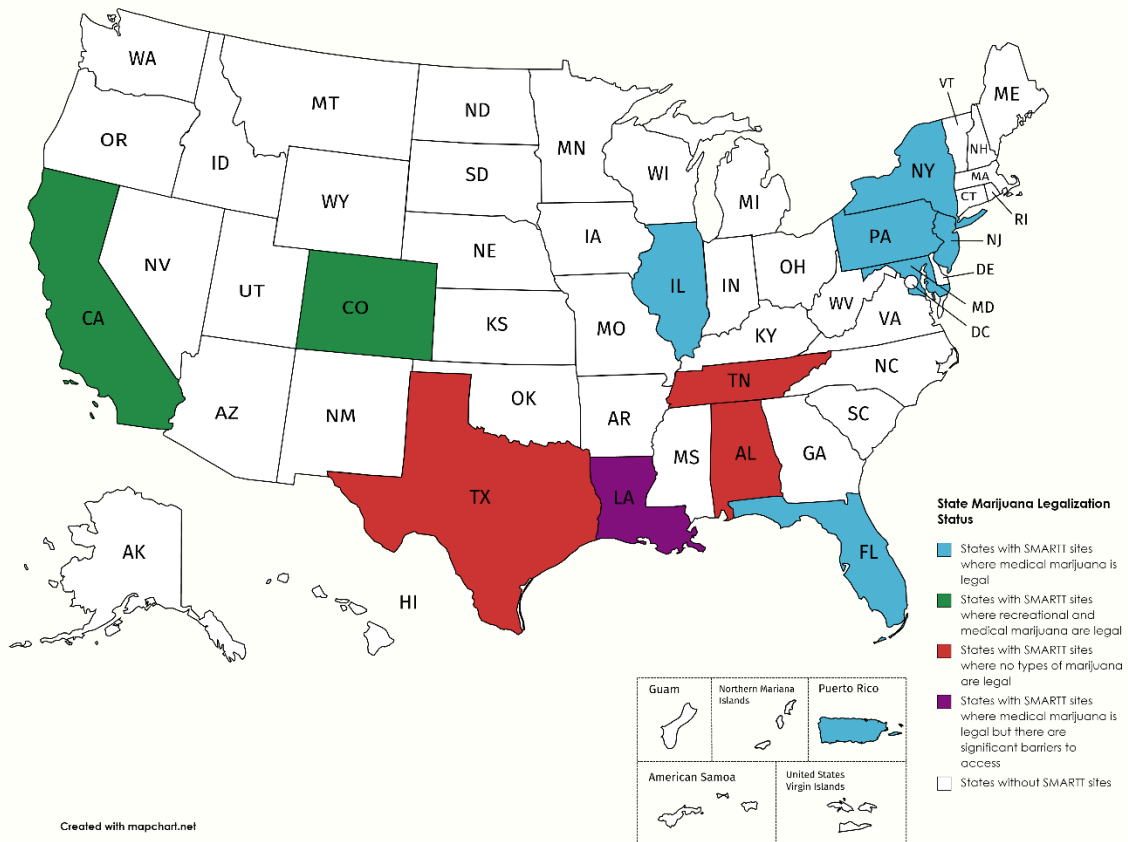 WA
MT
ND
MN
VT
ME
OR
ID
SD
WI
NY
NH
WY
MI
MA
CT
RI
IA
PA
NJ
NE
NV
OH
DE
UT
IL
IN
CA
CO
WV
MD
KS
MO
VA
DC
KY
NC
TN
OK
AZ
NM
AR
SC
MS
AL
GA
TX
LA
AK
FL
HI
State Marijuana Legalization
Status
States with SMARTT sites
where medical marijuana is
legal
States with SMARTT sites
where recreational and
medical marijuana are legal
States with SMARTT sites
where no types of marijuana
are legal
States with SMARTT sites
where medical marijuana is
legal but there are
significant barriers to
access
States without SMARTT sites
Guam
Northern Mariana
Islands
Puerto Rico
American Samoa
United States
Virgin Islands
Created with mapchart.net